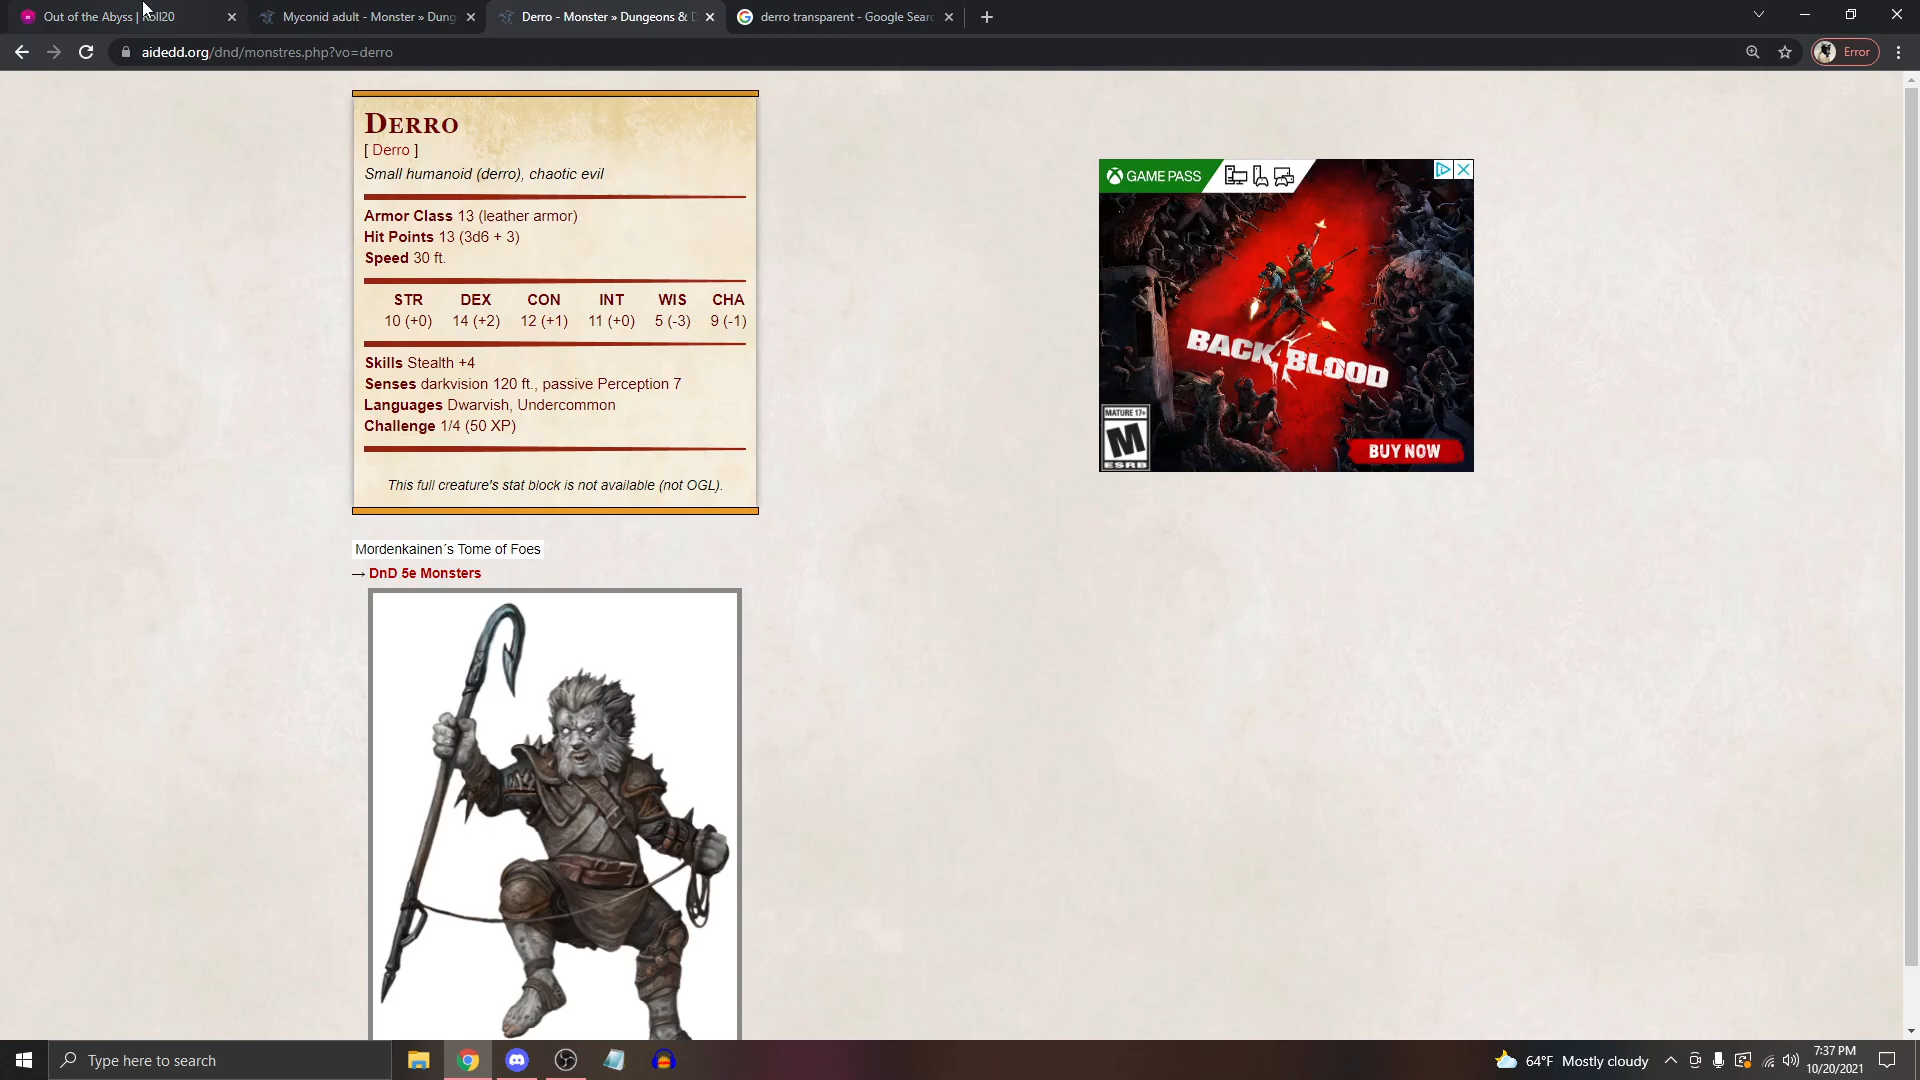 Out of the Abyss | Roll20
Myconid adult - Monster » Dung
Derro - Monster » Dungeons & D
derro transparent - Google Searc
aidedd.org/dnd/monstres.php?vo=derro
Error
DERRO
[ Derro ]
Small humanoid (derro), chaotic evil
Armor Class 13 (leather armor)
Hit Points 13 (3d6 + 3)
Speed 30 ft.
STR DEX CON INT WIS CHA
10 (+0) 14 (+2) 12 (+1) 11 (+0) 5 (-3) 9 (-1)
Skills Stealth +4
Senses darkvision 120 ft., passive Perception 7
Languages Dwarvish, Undercommon
Challenge 1/4 (50 XP)
This full creature's stat block is not available (not OGL).
Mordenkainen´s Tome of Foes
→ DnD 5e Monsters
GAME PASS
BACK 4 BLOOD
MATURE 17+
M
ESRB
BUY NOW
Type here to search
64°F Mostly cloudy
7:37 PM
10/20/2021